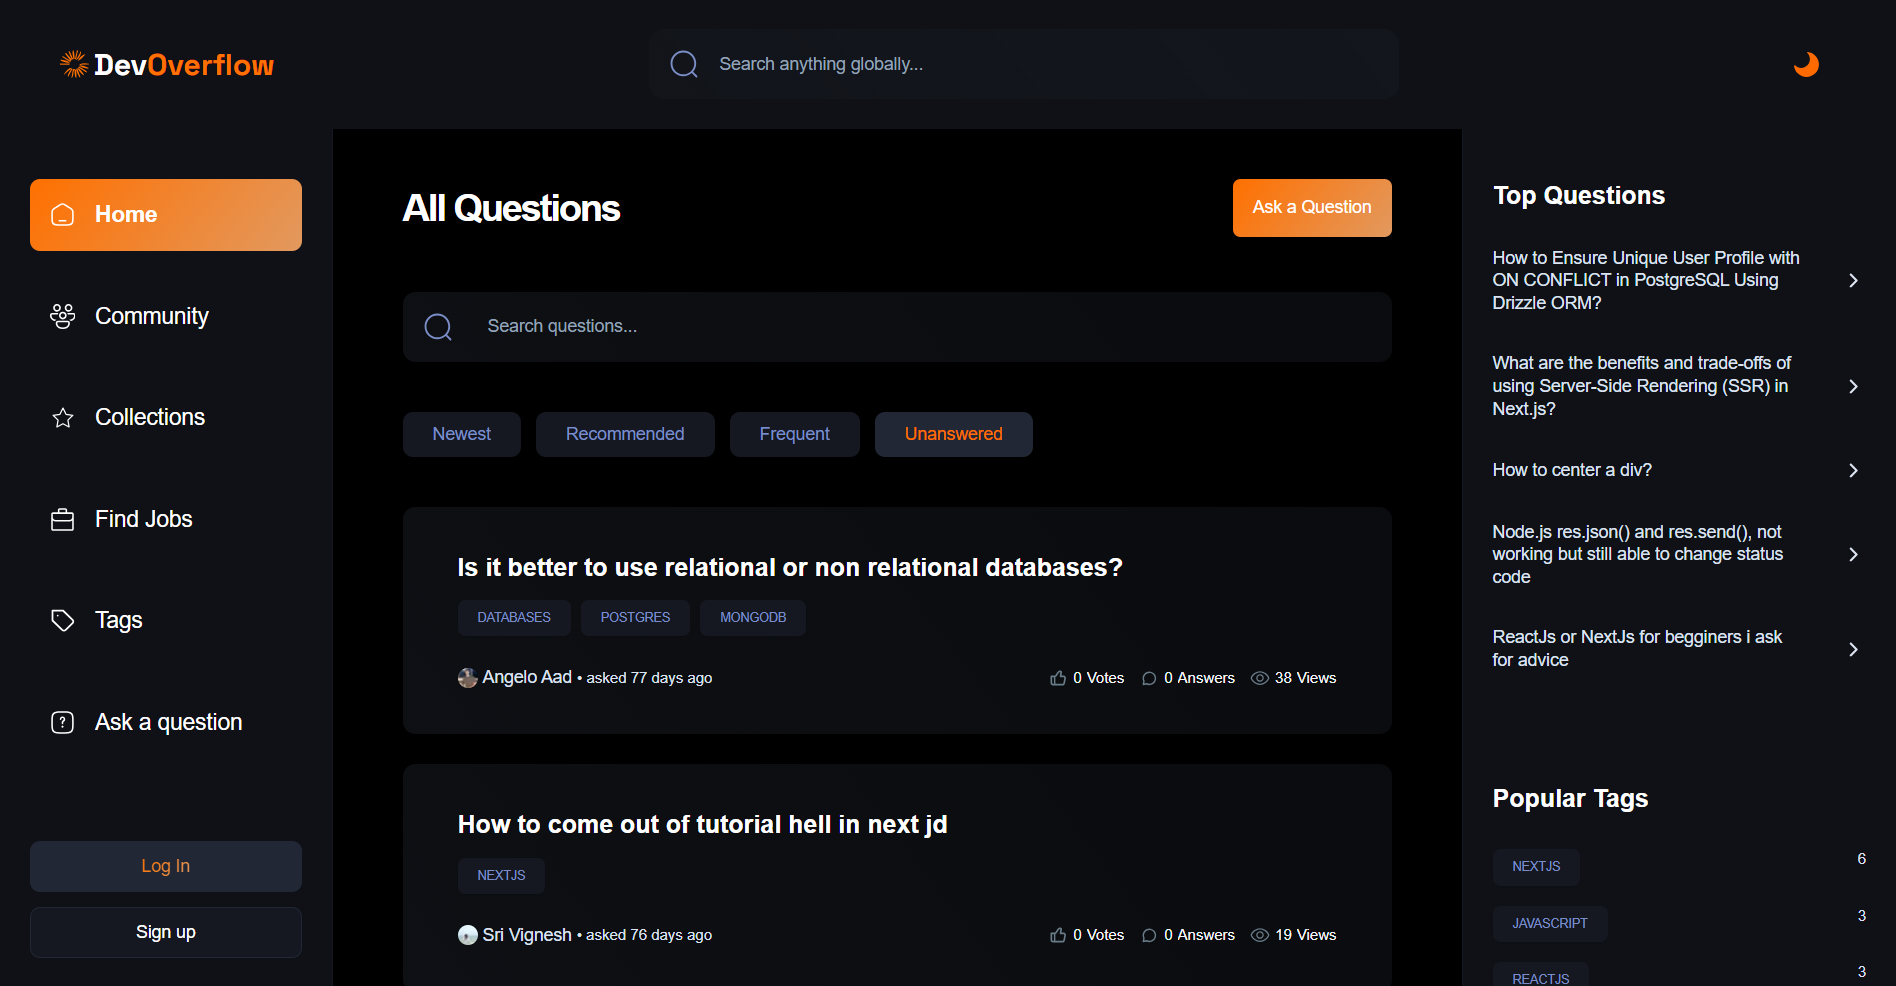 DevOverflow
Search anything globally...
Home
Community
Collections
Find Jobs
Tags
Ask a question
Log In
Sign up
All Questions
Ask a Question
Search questions...
Newest
Recommended
Frequent
Unanswered
Is it better to use relational or non relational databases?
DATABASES
POSTGRES
MONGODB
Angelo Aad • asked 77 days ago
0 Votes
0 Answers
38 Views
How to come out of tutorial hell in next jd
NEXTJS
Sri Vignesh • asked 76 days ago
0 Votes
0 Answers
19 Views
Top Questions
How to Ensure Unique User Profile with
ON CONFLICT in PostgreSQL Using
Drizzle ORM?
What are the benefits and trade-offs of
using Server-Side Rendering (SSR) in
Next.js?
How to center a div?
Node.js res.json() and res.send(), not
working but still able to change status
code
ReactJs or NextJs for begginers i ask
for advice
Popular Tags
NEXTJS 6
JAVASCRIPT 3
REACTJS 3